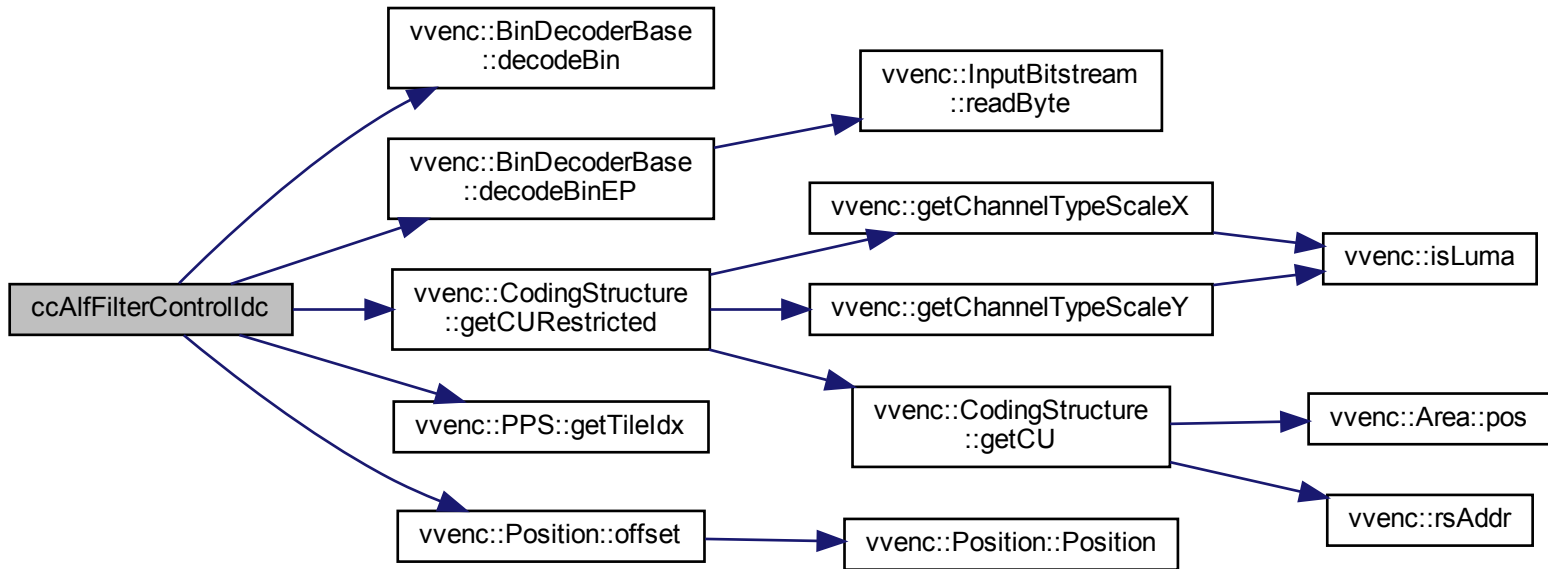 ccAlfFilterControlIdc
vvenc::BinDecoderBase
::decodeBin
vvenc::BinDecoderBase
::decodeBinEP
vvenc::CodingStructure
::getCURestricted
vvenc::PPS::getTileIdx
vvenc::Position::offset
vvenc::InputBitstream
::readByte
vvenc::getChannelTypeScaleX
vvenc::getChannelTypeScaleY
vvenc::CodingStructure
::getCU
vvenc::Position::Position
vvenc::isLuma
vvenc::Area::pos
vvenc::rsAddr